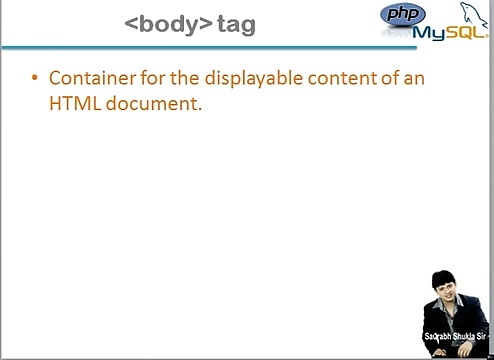 <body> tag
php
MySQL®
• Container for the displayable content of an
HTML document.
Saurabh Shukla Sir